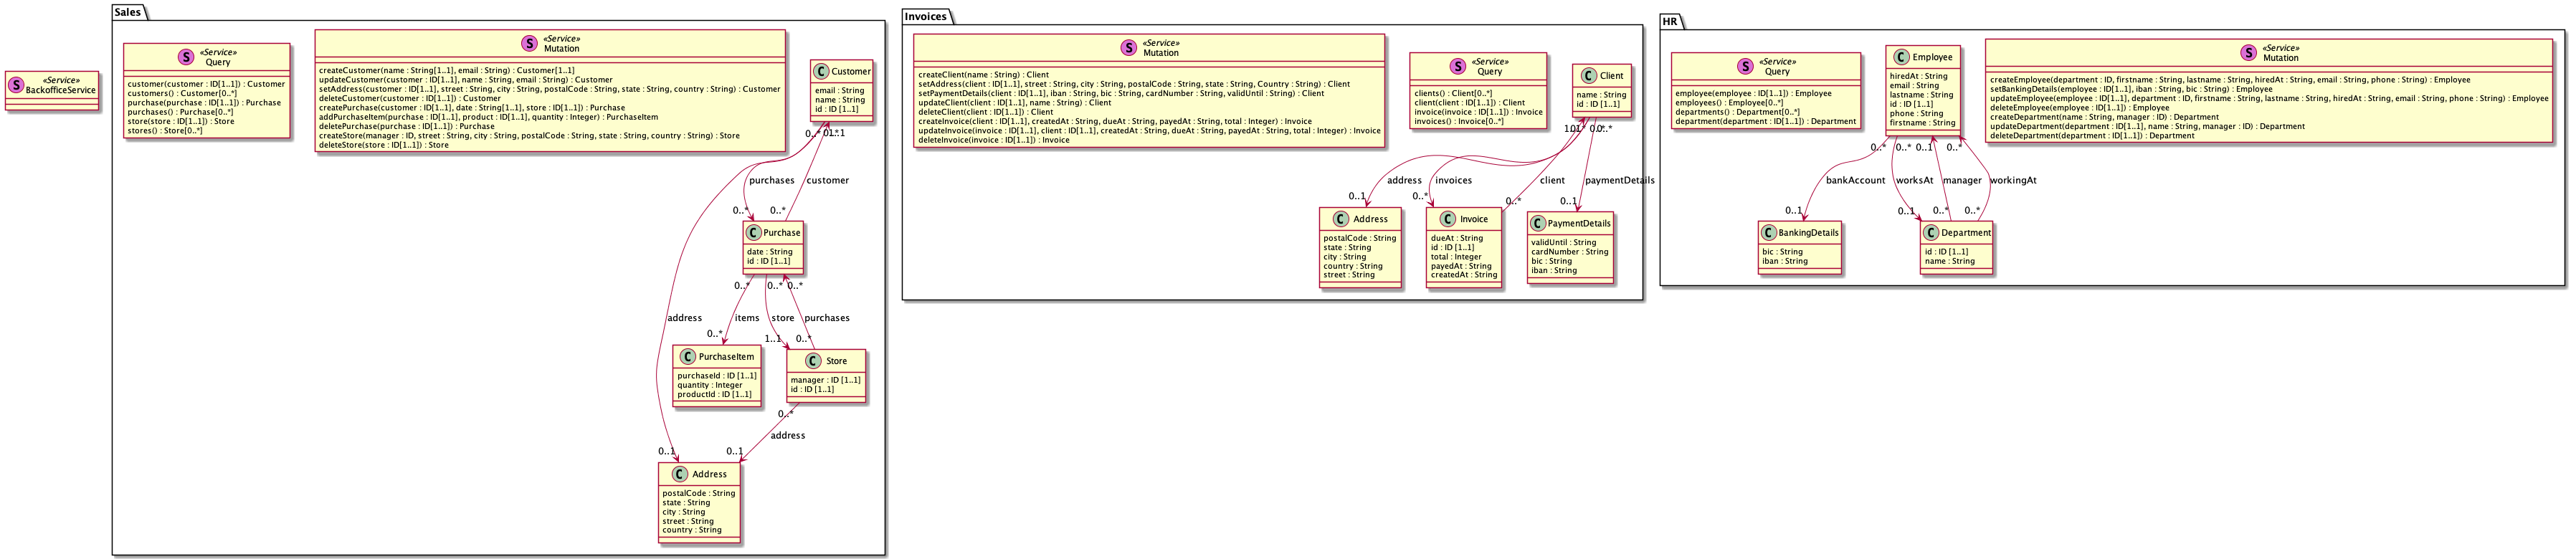 «Service»
S
BackofficeService
Sales
S
«Service»
Query
customer(customer : ID[1..1]) : Customer
customers() : Customer[0..*]
purchase(purchase : ID[1..1]) : Purchase
purchases() : Purchase[0..*]
store(store : ID[1..1]) : Store
stores() : Store[0..*]
S
«Service»
Mutation
createCustomer(name : String[1..1], email : String) : Customer[1..1]
updateCustomer(customer : ID[1..1], name : String, email : String) : Customer
setAddress(customer : ID[1..1], street : String, city : String, postalCode : String, state : String, country : String) : Customer
deleteCustomer(customer : ID[1..1]) : Customer
createPurchase(customer : ID[1..1], date : String[1..1], store : ID[1..1]) : Purchase
addPurchaseItem(purchase : ID[1..1], product : ID[1..1], quantity : Integer) : PurchaseItem
deletePurchase(purchase : ID[1..1]) : Purchase
createStore(manager : ID, street : String, city : String, postalCode : String, state : String, country : String) : Store
deleteStore(store : ID[1..1]) : Store
C
Customer
email : String
name : String
id : ID [1..1]
0..*
purchases
customer
0..*
0..*
C
Purchase
date : String
id : ID [1..1]
0..*
0..*
0..*
address
items
store
purchases
0..*
1..1
0..*
C
PurchaseItem
purchaseId : ID [1..1]
quantity : Integer
productId : ID [1..1]
C
Store
manager : ID [1..1]
id : ID [1..1]
0..*
address
0..1
0..1
C
Address
postalCode : String
state : String
city : String
street : String
country : String
Invoices
S
«Service»
Mutation
createClient(name : String) : Client
setAddress(client : ID[1..1], street : String, city : String, postalCode : String, state : String, Country : String) : Client
setPaymentDetails(client : ID[1..1], iban : String, bic : String, cardNumber : String, validUntil : String) : Client
updateClient(client : ID[1..1], name : String) : Client
deleteClient(client : ID[1..1]) : Client
createInvoice(client : ID[1..1], createdAt : String, dueAt : String, payedAt : String, total : Integer) : Invoice
updateInvoice(invoice : ID[1..1], client : ID[1..1], createdAt : String, dueAt : String, payedAt : String, total : Integer) : Invoice
deleteInvoice(invoice : ID[1..1]) : Invoice
S
«Service»
Query
clients() : Client[0..*]
client(client : ID[1..1]) : Client
invoice(invoice : ID[1..1]) : Invoice
invoices() : Invoice[0..*]
C
Client
name : String
id : ID [1..1]
address
invoices
client
paymentDetails
0..1
0..*
0..*
0..1
C
Address
postalCode : String
state : String
city : String
country : String
street : String
C
Invoice
dueAt : String
id : ID [1..1]
total : Integer
payedAt : String
createdAt : String
C
PaymentDetails
validUntil : String
cardNumber : String
bic : String
iban : String
HR
S
«Service»
Query
employee(employee : ID[1..1]) : Employee
employees() : Employee[0..*]
departments() : Department[0..*]
department(department : ID[1..1]) : Department
C
Employee
hiredAt : String
email : String
lastname : String
id : ID [1..1]
phone : String
firstname : String
S
«Service»
Mutation
createEmployee(department : ID, firstname : String, lastname : String, hiredAt : String, email : String, phone : String) : Employee
setBankingDetails(employee : ID[1..1], iban : String, bic : String) : Employee
updateEmployee(employee : ID[1..1], department : ID, firstname : String, lastname : String, hiredAt : String, email : String, phone : String) : Employee
deleteEmployee(employee : ID[1..1]) : Employee
createDepartment(name : String, manager : ID) : Department
updateDepartment(department : ID[1..1], name : String, manager : ID) : Department
deleteDepartment(department : ID[1..1]) : Department
0..*
0..*
0..1
0..*
bankAccount
worksAt
manager
workingAt
0..1
0..1
0..*
0..*
C
BankingDetails
bic : String
iban : String
C
Department
id : ID [1..1]
name : String